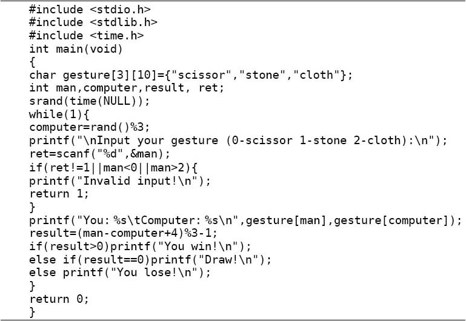 #include <stdio.h>
#include <stdlib.h>
#include <time.h>
int main(void)
{
char gesture[3][10]={"scissor","stone","cloth"};
int man,computer,result, ret;
srand(time(NULL));
while(1){
computer=rand()%3;
printf("\nInput your gesture (0-scissor 1-stone 2-cloth):\n");
ret=scanf("%d",&man);
if(ret!=1||man<0||man>2){
printf("Invalid input!\n");
return 1;
}
printf("You: %s\tComputer: %s\n",gesture[man],gesture[computer]);
result=(man-computer+4)%3-1;
if(result>0)printf("You win!\n");
else if(result==0)printf("Draw!\n");
else printf("You lose!\n");
}
return 0;
}